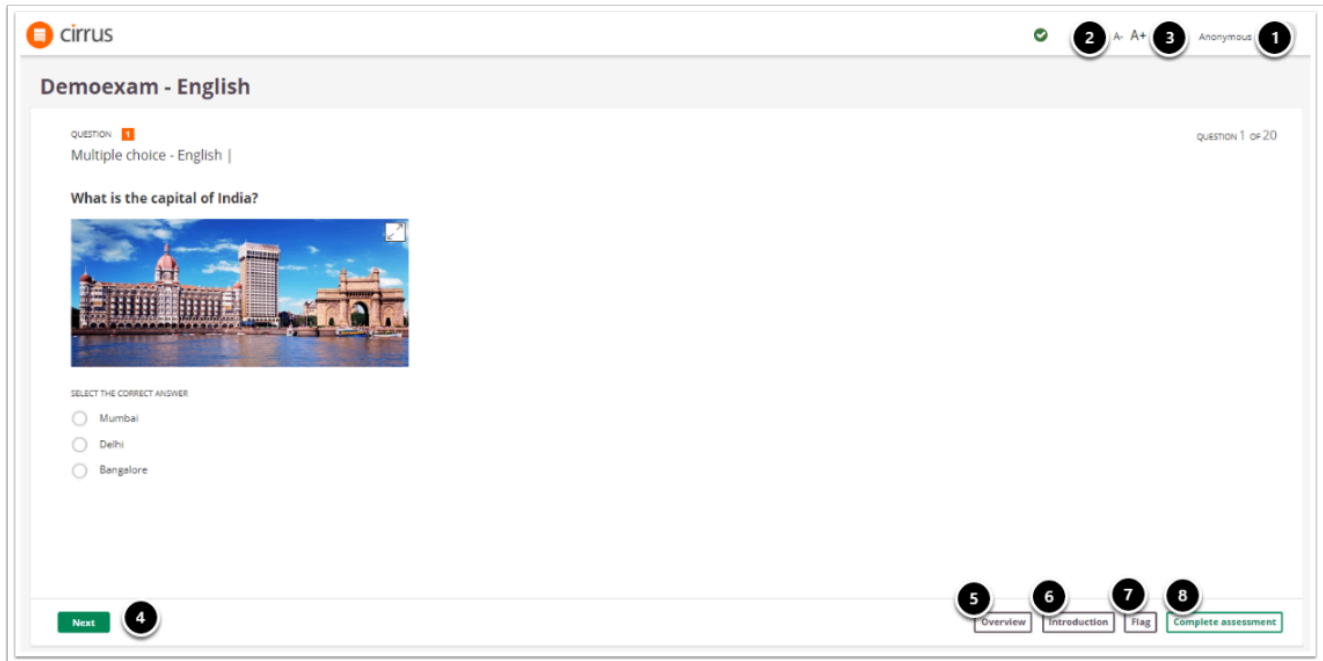 cirrus
2 A- A+ 3 Anonymous 1
Demoexam - English
QUESTION 1
QUESTION 1 OF 20
Multiple choice - English |
What is the capital of India?
SELECT THE CORRECT ANSWER
Mumbai
Delhi
Bangalore
5 6 7 8
Next 4 Overview Introduction Flag Complete assessment